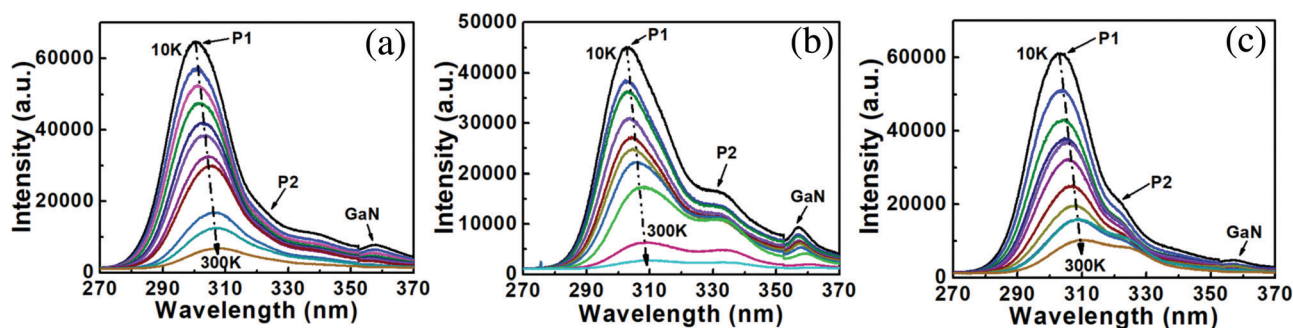 (a)
P1
10K
P2
GaN
300K
Intensity (a.u.)
60000
40000
20000
0
270 290 310 330 350 370
Wavelength (nm)
(b)
P1
10K
P2
GaN
300K
Intensity (a.u.)
50000
40000
30000
20000
10000
0
270 290 310 330 350 370
Wavelength (nm)
(c)
P1
10K
P2
GaN
300K
Intensity (a.u.)
60000
40000
20000
0
270 290 310 330 350 370
Wavelength (nm)